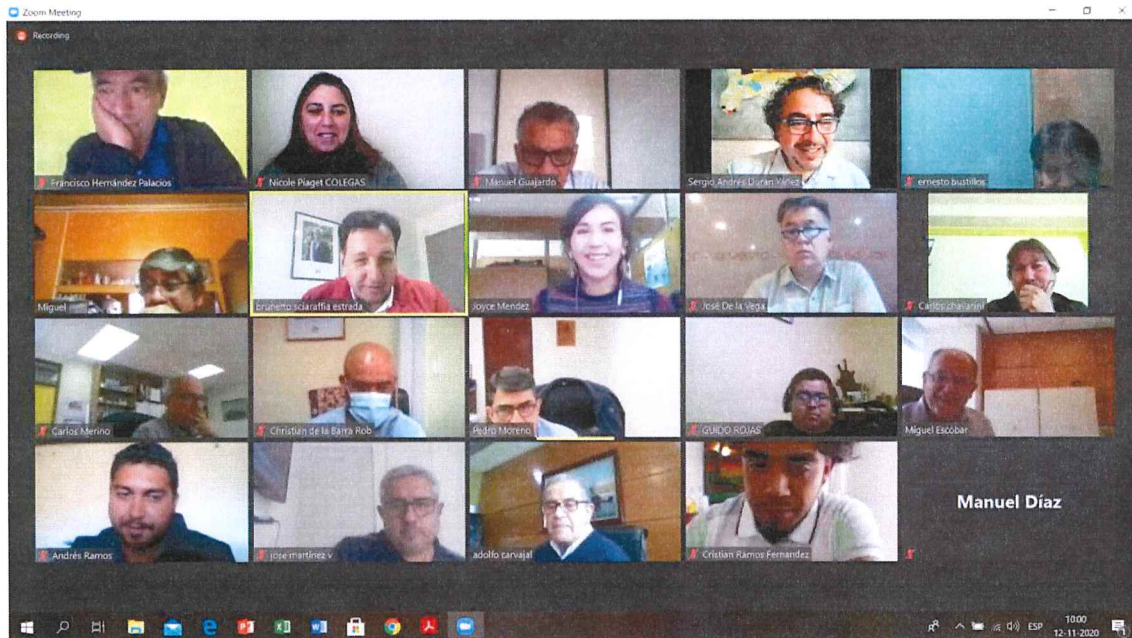 Zoom Meeting
Recording
Francisco Hernández Palacios
Nicole Piaget COLEGAS
Manuel Guajardo
Sergio Andrés Durán Yáñez
ernesto bustillos
Miguel
brunetto sciaraffia estrada
Joyce Mendez
José De la Vega
Carlos chavarini
Carlos Merino
Christian de la Barra Rob
Pedro Moreno
GUIDO ROJAS
Miguel Escobar
Andrés Ramos
jose martinez v
adolfo carvajal
Cristian Ramos Fernandez
Manuel Díaz
ESP
10:00
12-11-2020